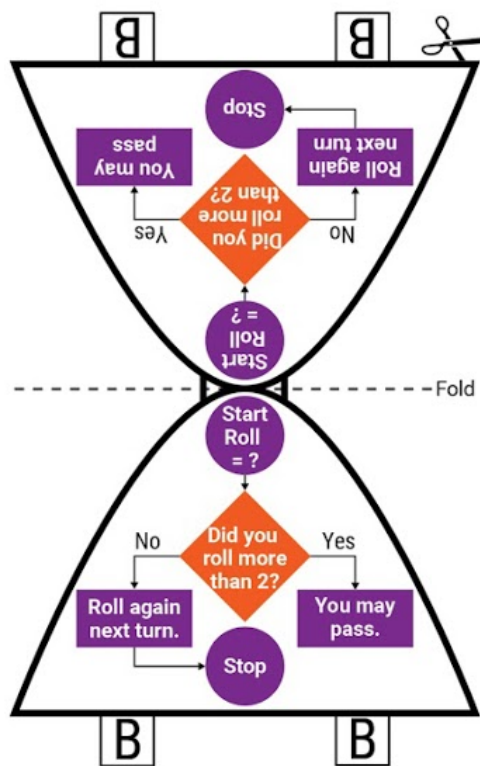 Start
Roll
= ?
Did you
roll more
than 2?
No
Yes
Roll again
next turn
You may
pass
Stop
B
B
Fold
Start
Roll
= ?
Did you
roll more
than 2?
No
Yes
Roll again
next turn.
You may
pass.
Stop
B
B